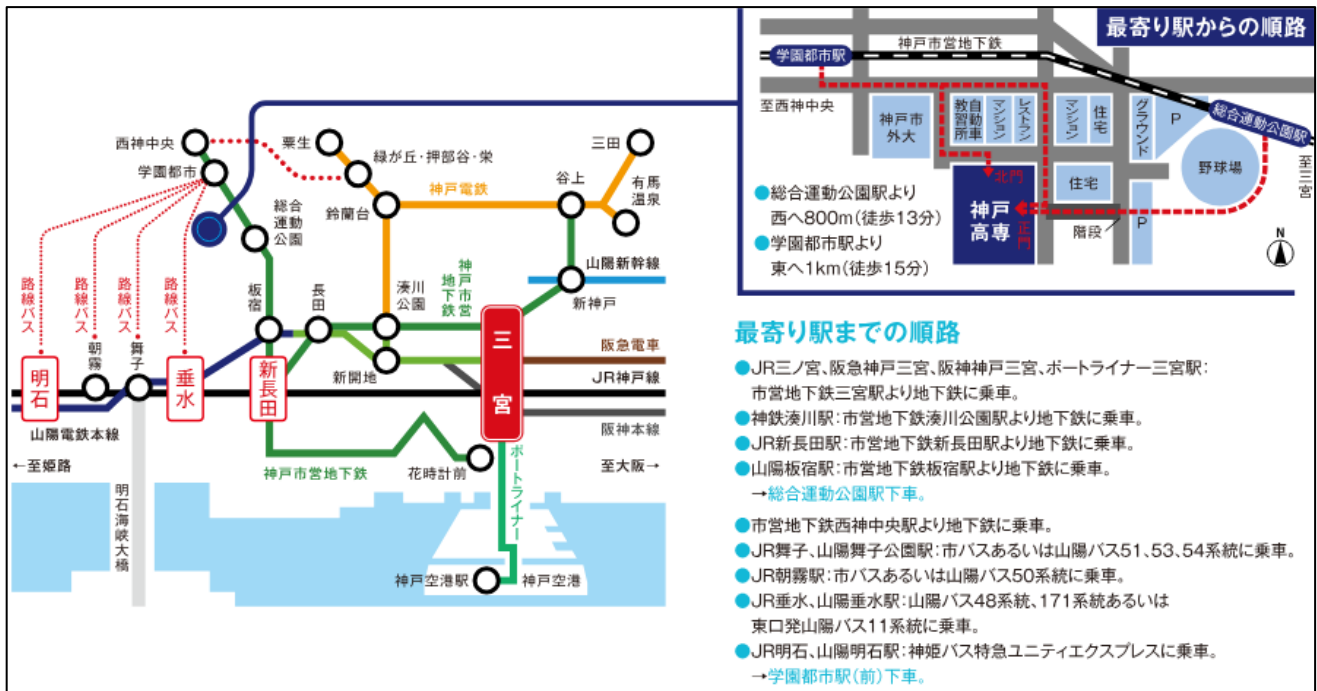 西神中央
学園都市
総合
運動
公園
粟生
緑が丘・押部谷・栄
神戸電鉄
鈴蘭台
三田
谷上
有馬
温泉
山陽新幹線
新神戸
神戸市営
地下鉄
板宿
長田
湊川
公園
新開地
三宮
阪急電車
JR神戸線
阪神本線
路線バス
路線バス
路線バス
路線バス
明石
朝霧
舞子
垂水
新長田
山陽電鉄本線
←至姫路
神戸市営地下鉄
花時計前
至大阪→
明石海峡大橋
ポートライナー
神戸空港駅
神戸空港
最寄り駅からの順路
学園都市駅
神戸市営地下鉄
至西神中央
神戸市
外大
自動車
教習所
マンション
レストラン
マンション
住宅
グラウンド
P
総合運動公園駅
至三宮
野球場
北門
住宅
神戸
高専
正門
階段
P
N
●総合運動公園駅より
西へ800m(徒歩13分)
●学園都市駅より
東へ1km(徒歩15分)
最寄り駅までの順路
●JR三ノ宮、阪急神戸三宮、阪神神戸三宮、ポートライナー三宮駅:
市営地下鉄三宮駅より地下鉄に乗車。
●神鉄湊川駅:市営地下鉄湊川公園駅より地下鉄に乗車。
●JR新長田駅:市営地下鉄新長田駅より地下鉄に乗車。
●山陽板宿駅:市営地下鉄板宿駅より地下鉄に乗車。
→総合運動公園駅下車。
●市営地下鉄西神中央駅より地下鉄に乗車。
●JR舞子、山陽舞子公園駅:市バスあるいは山陽バス51、53、54系統に乗車。
●JR朝霧駅:市バスあるいは山陽バス50系統に乗車。
●JR垂水、山陽垂水駅:山陽バス48系統、171系統あるいは
東口発山陽バス11系統に乗車。
●JR明石、山陽明石駅:神姫バス特急ユニティエクスプレスに乗車。
→学園都市駅(前)下車。